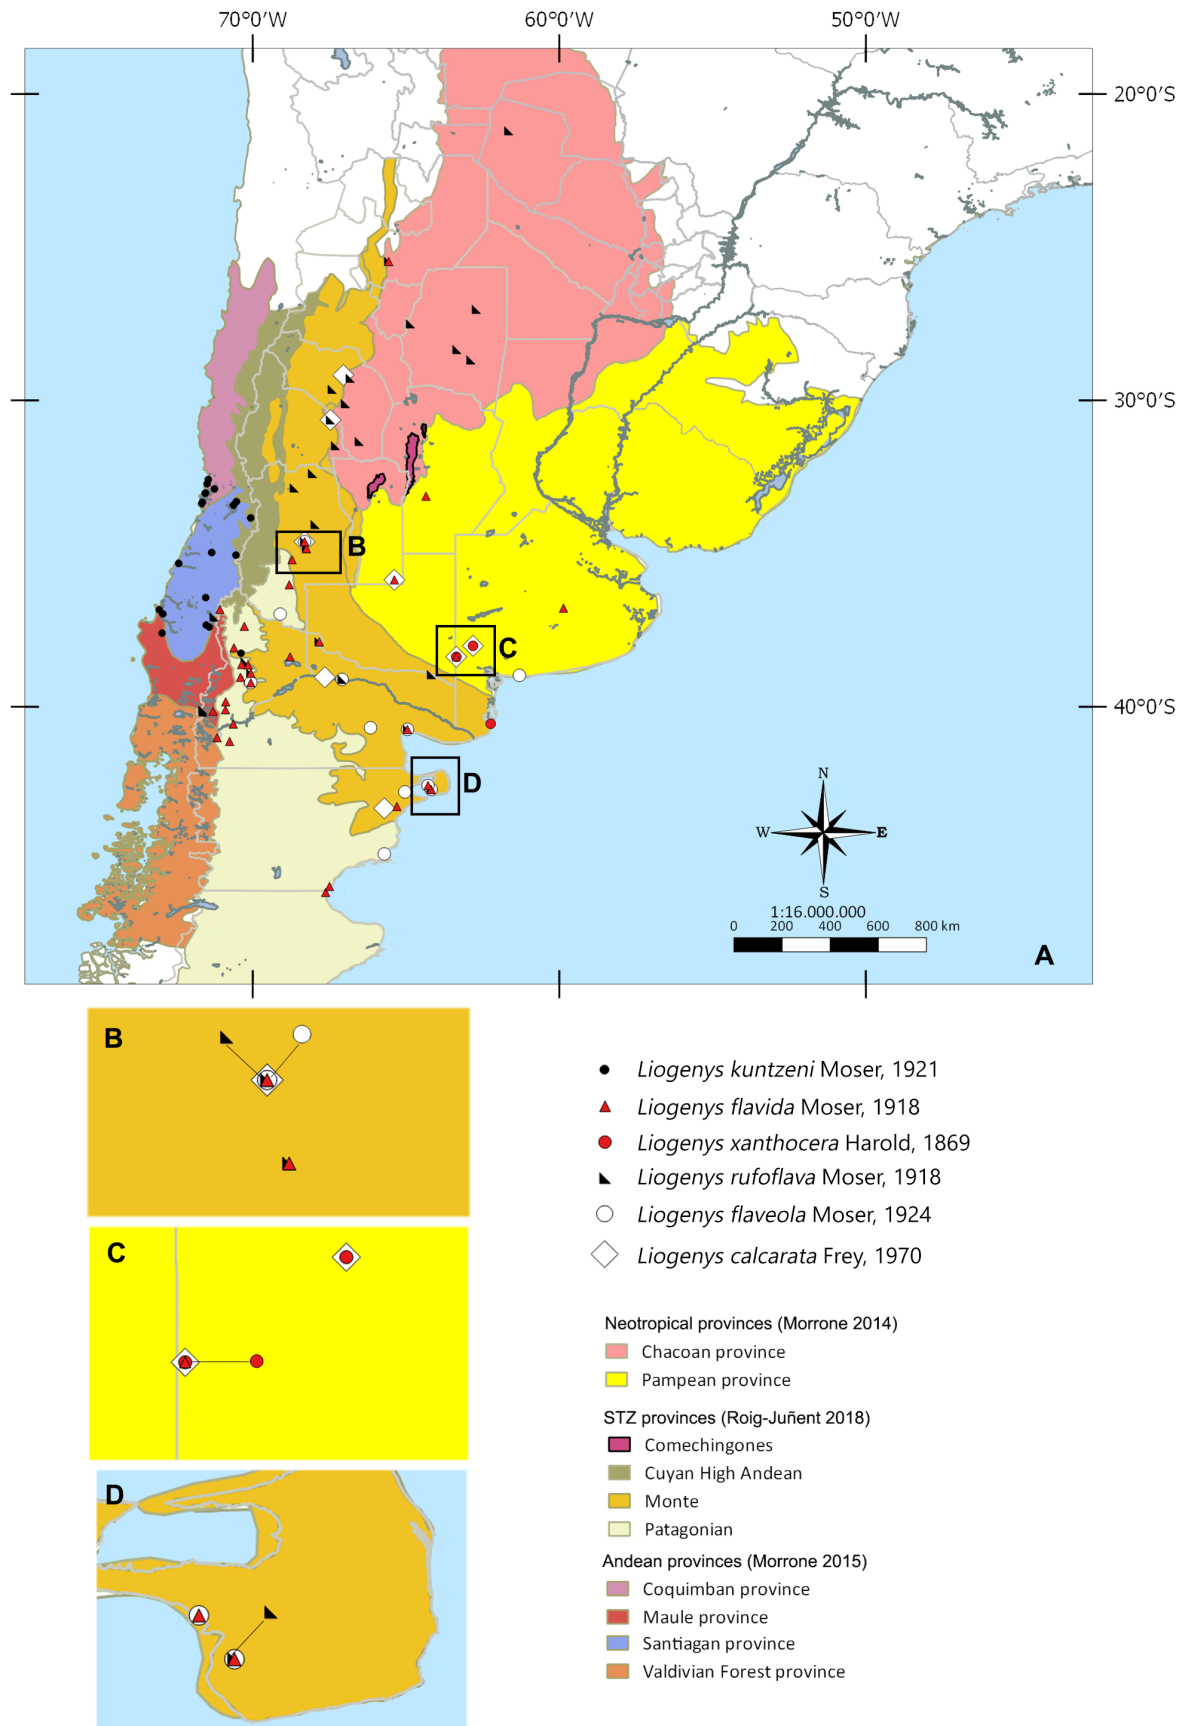 70°0'W 60°0'W 50°0'W
20°0'S
30°0'S
B
C
40°0'S
D
N
W E
S
1:16.000.000
0 200 400 600 800 km
A
B
Liogenys kuntzeni Moser, 1921
Liogenys flavida Moser, 1918
Liogenys xanthocera Harold, 1869
Liogenys rufoflava Moser, 1918
Liogenys flaveola Moser, 1924
Liogenys calcarata Frey, 1970
C
Neotropical provinces (Morrone 2014)
Chacoan province
Pampean province
STZ provinces (Roig-Juñent 2018)
Comechingones
Cuyan High Andean
Monte
Patagonian
D
Andean provinces (Morrone 2015)
Coquimban province
Maule province
Santiagan province
Valdivian Forest province